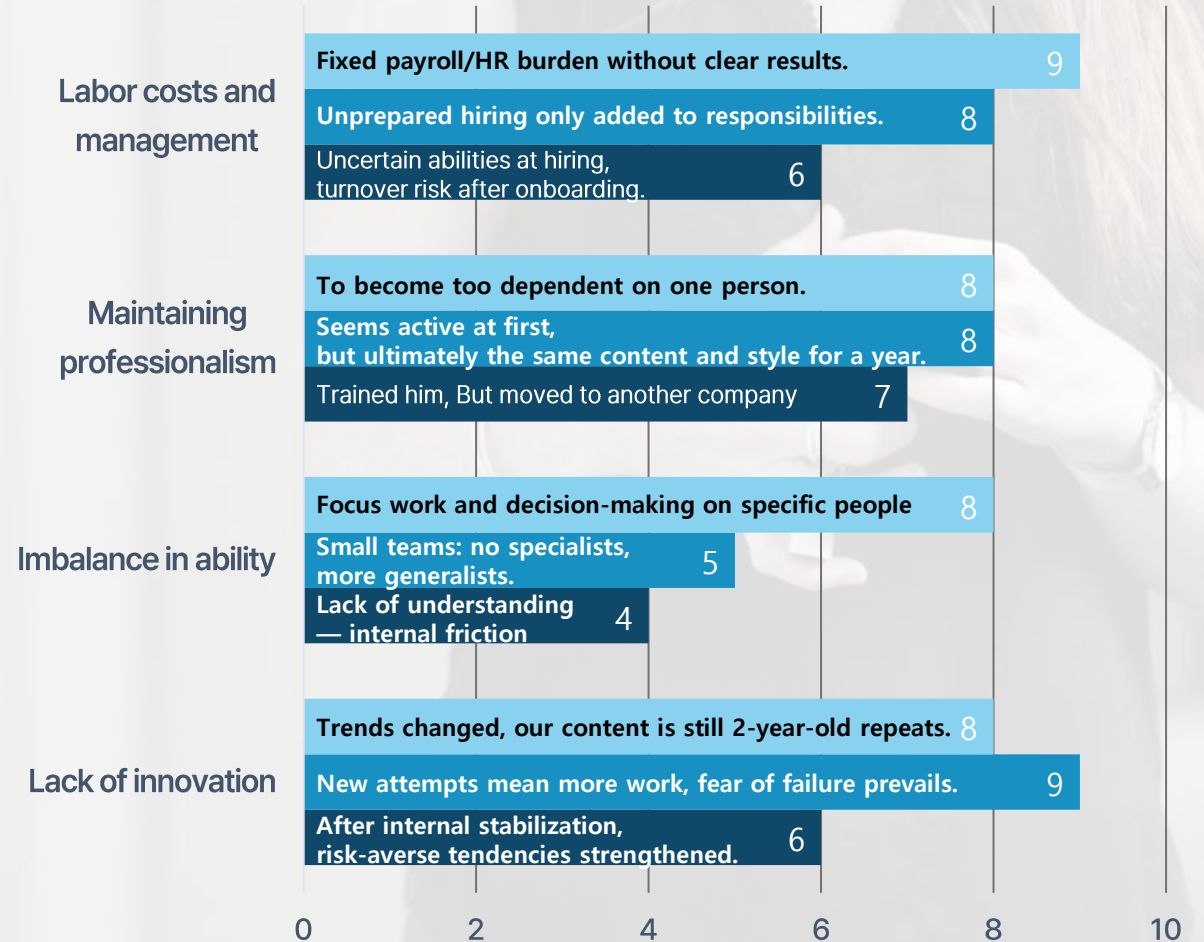 Labor costs and
management
Fixed payroll/HR burden without clear results. 9
Unprepared hiring only added to responsibilities. 8
Uncertain abilities at hiring,
turnover risk after onboarding. 6
Maintaining
professionalism
To become too dependent on one person. 8
Seems active at first,
but ultimately the same content and style for a year. 8
Trained him, But moved to another company 7
Imbalance in ability
Focus work and decision-making on specific people 8
Small teams: no specialists,
more generalists. 5
Lack of understanding
— internal friction 4
Lack of innovation
Trends changed, our content is still 2-year-old repeats. 8
New attempts mean more work, fear of failure prevails. 9
After internal stabilization,
risk-averse tendencies strengthened. 6
0 2 4 6 8 10